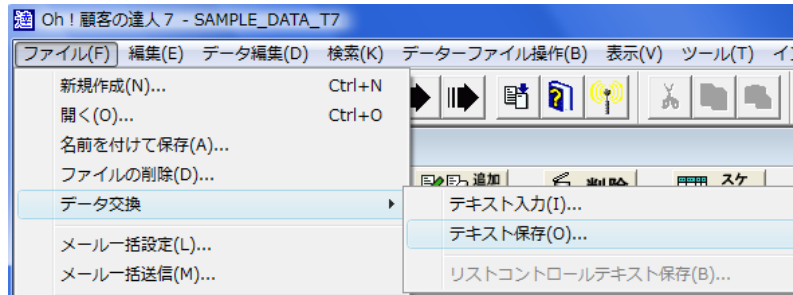 Oh！顧客の達人７ - SAMPLE_DATA_T7
ファイル(F) 編集(E) データ編集(D) 検索(K) データーファイル操作(B) 表示(V) ツール(T)
新規作成(N)... Ctrl+N
開く(O)... Ctrl+O
名前を付けて保存(A)...
ファイルの削除(D)...
追加 削除 スケ
データ交換
テキスト入力(I)...
テキスト保存(O)...
メール一括設定(L)...
メール一括送信(M)...
リストコントロールテキスト保存(B)...